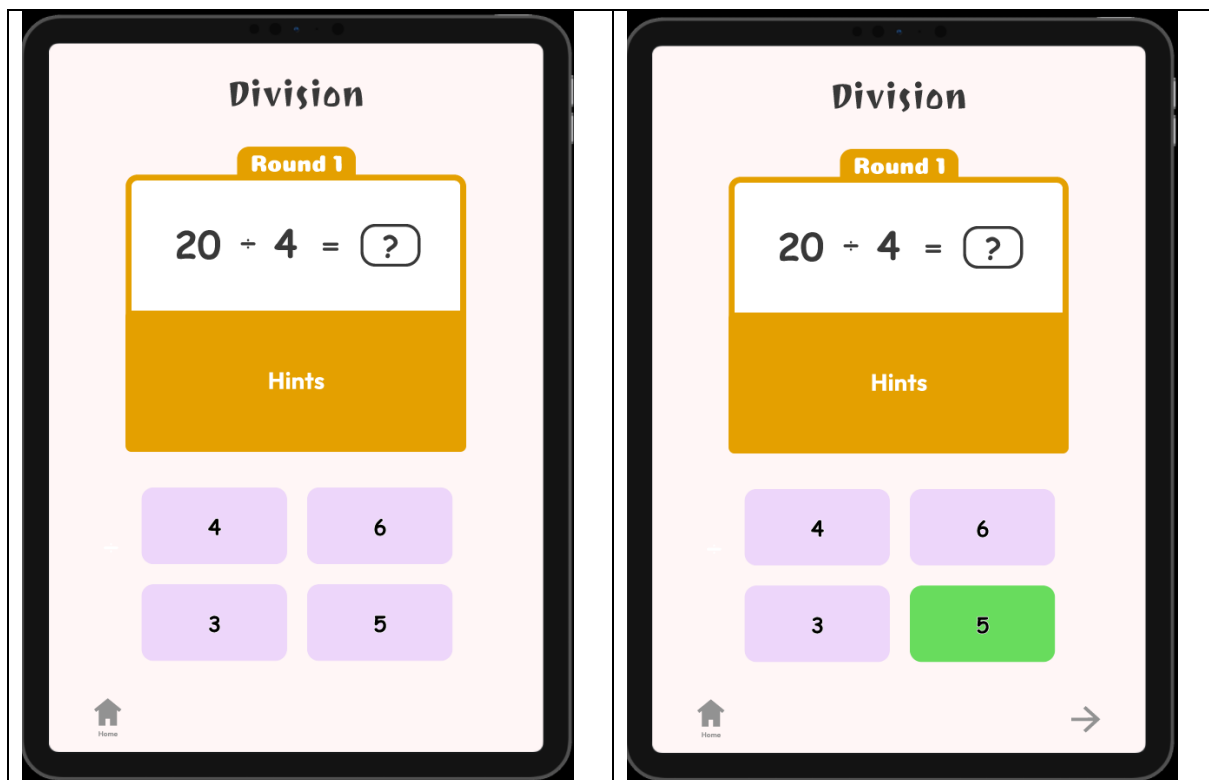 Division
Round 1
20 ÷ 4 = ?
Hints
4 6
3 5
Home
Division
Round 1
20 ÷ 4 = ?
Hints
4 6
3 5
Home